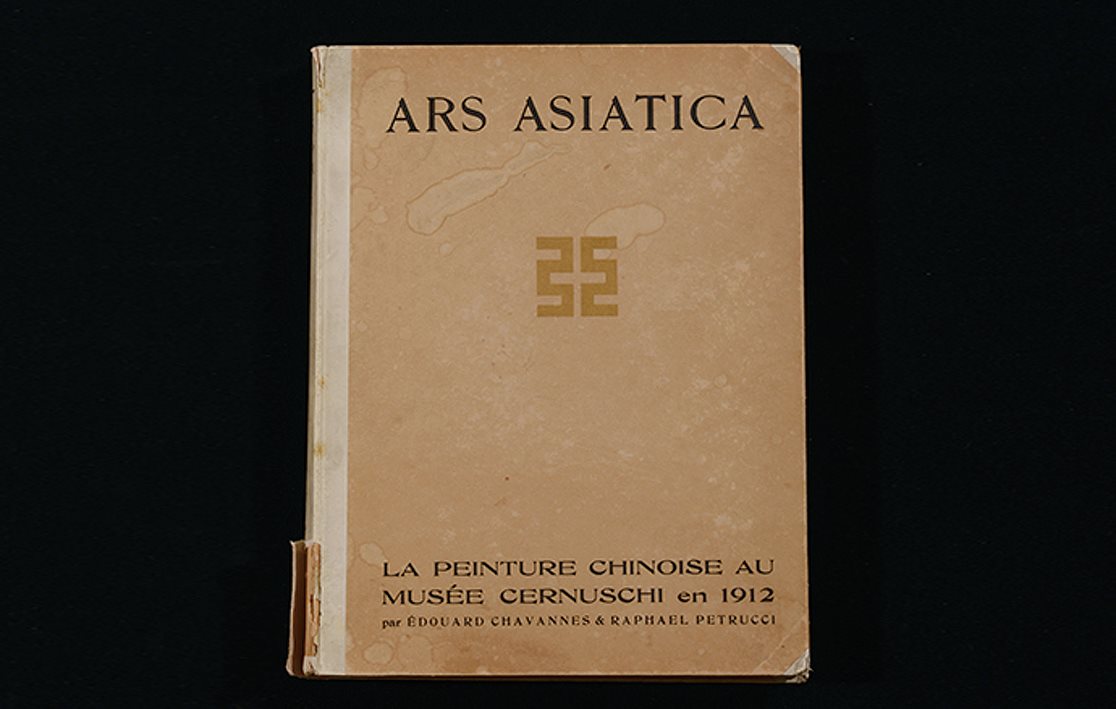 ARS ASIATICA
LA PEINTURE CHINOISE AU
MUSÉE CERNUSCHI en 1912
par ÉDOUARD CHAVANNES & RAPHAEL PETRUCCI